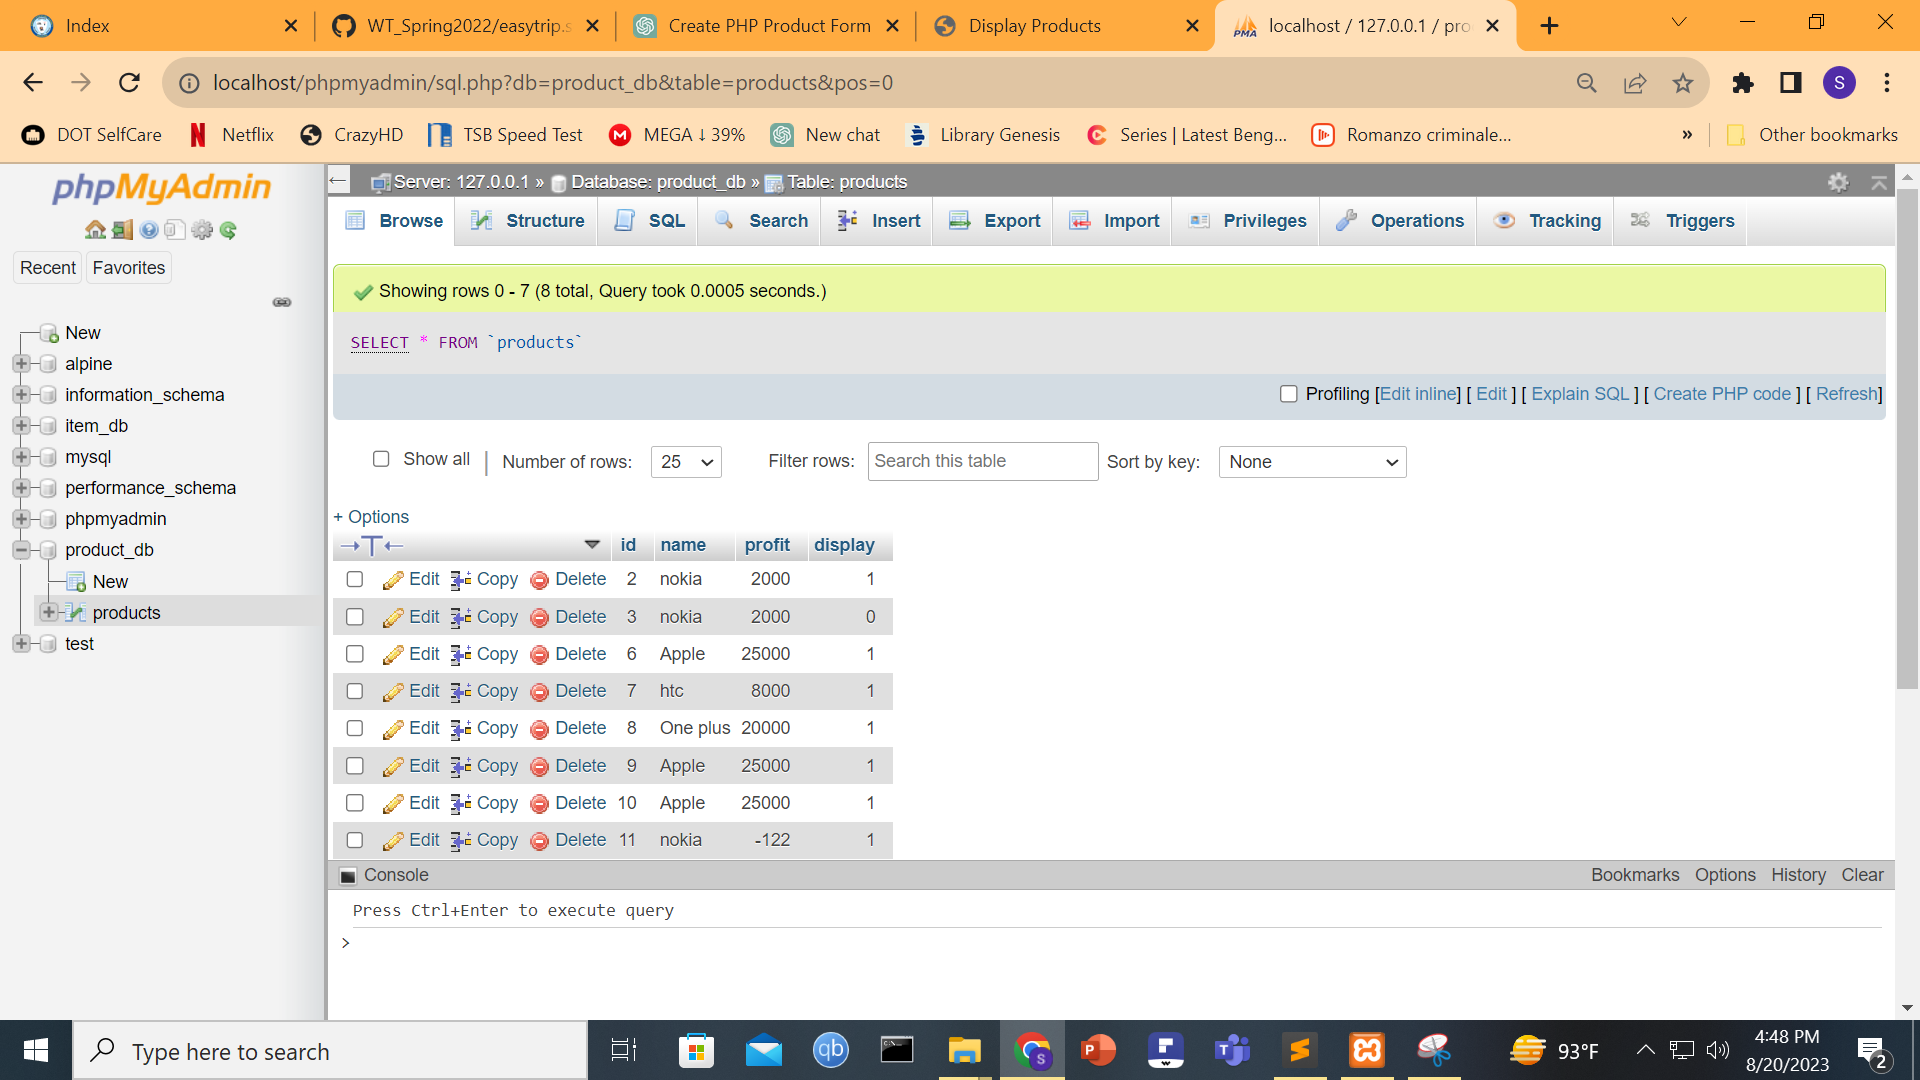 Index
WT_Spring2022/easytrip.s
Create PHP Product Form
Display Products
PMA
localhost / 127.0.0.1 / pro
localhost/phpmyadmin/sql.php?db=product_db&table=products&pos=0
S
DOT SelfCare
Netflix
CrazyHD
TSB Speed Test
MEGA ↓ 39%
New chat
Library Genesis
Series | Latest Beng...
Romanzo criminale...
»
Other bookmarks
phpMyAdmin
Recent
Favorites
New
alpine
information_schema
item_db
mysql
performance_schema
phpmyadmin
product_db
New
products
test
Server: 127.0.0.1 » Database: product_db » Table: products
Browse
Structure
SQL
Search
Insert
Export
Import
Privileges
Operations
Tracking
Triggers
Showing rows 0 - 7 (8 total, Query took 0.0005 seconds.)
SELECT * FROM `products`
Profiling [Edit inline] [ Edit ] [ Explain SQL ] [ Create PHP code ] [ Refresh]
Show all | Number of rows: 25 Filter rows: Search this table Sort by key: None
+ Options
id name profit display
Edit Copy Delete 2 nokia 2000 1
Edit Copy Delete 3 nokia 2000 0
Edit Copy Delete 6 Apple 25000 1
Edit Copy Delete 7 htc 8000 1
Edit Copy Delete 8 One plus 20000 1
Edit Copy Delete 9 Apple 25000 1
Edit Copy Delete 10 Apple 25000 1
Edit Copy Delete 11 nokia -122 1
Console
Bookmarks Options History Clear
Press Ctrl+Enter to execute query
>
Type here to search
qb
S
P
93°F
4:48 PM
8/20/2023
2